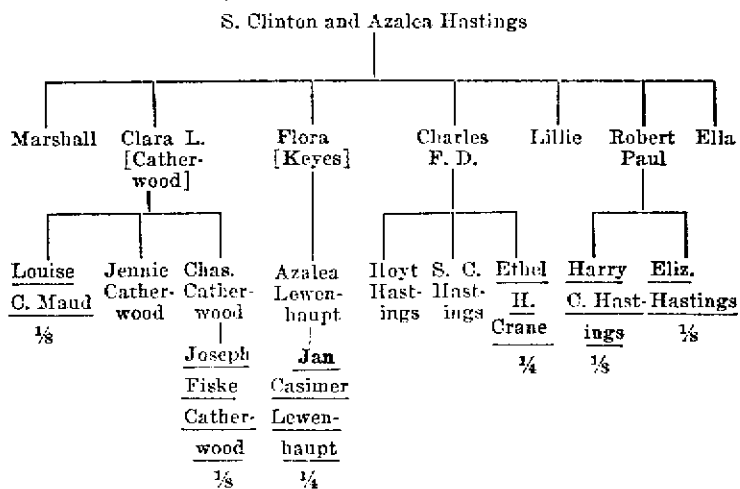 S. Clinton and Azalea Hastings
Marshall
Clara L.
[Cather-
wood]
Flora
[Keyes]
Charles
F. D.
Lillie
Robert
Paul
Ella
Louise
C. Maud
⅛
Jennie
Cather-
wood
Chas.
Cather-
wood
Joseph
Fiske
Cather-
wood
⅛
Azalea
Lewen-
haupt
Jan
Casimer
Lewen-
haupt
¼
Hoyt
Hast-
ings
S. C.
Hast-
ings
Ethel
H.
Crane
¼
Harry
C. Hast-
ings
⅛
Eliz.
Hastings
⅛